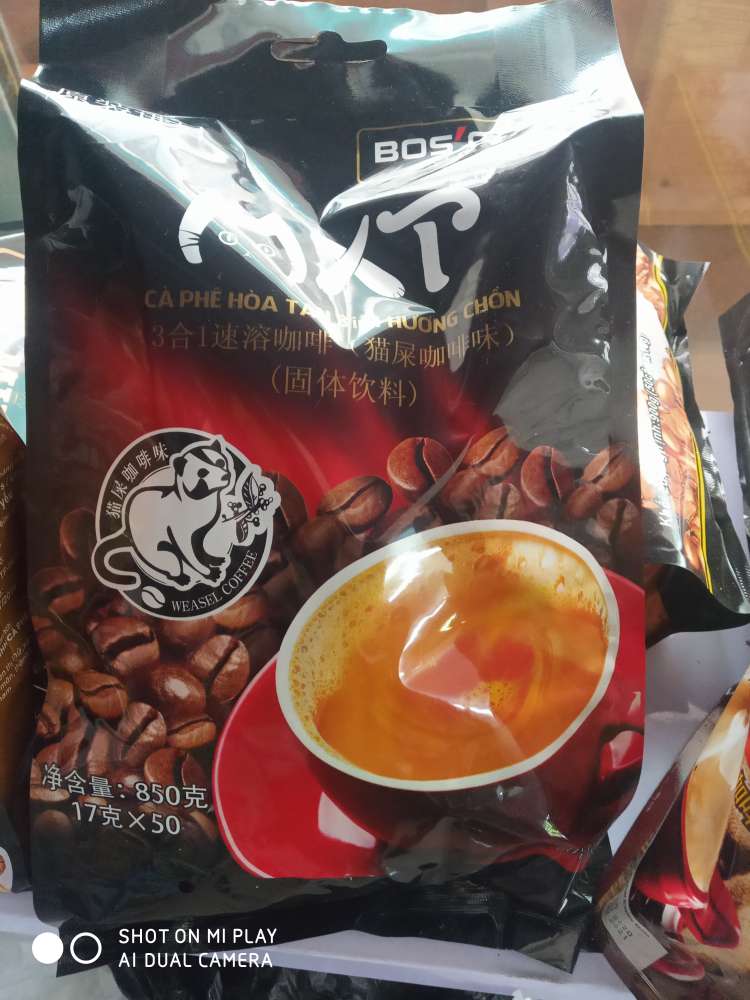 CÀ PHÊ HÒA TAN HƯƠNG CHỒN
3合1速溶咖啡（猫屎咖啡味）
(固体饮料)
猫屎咖啡味
WEASEL COFFEE
净含量：850克
17克×50
SHOT ON MI PLAY
AI DUAL CAMERA